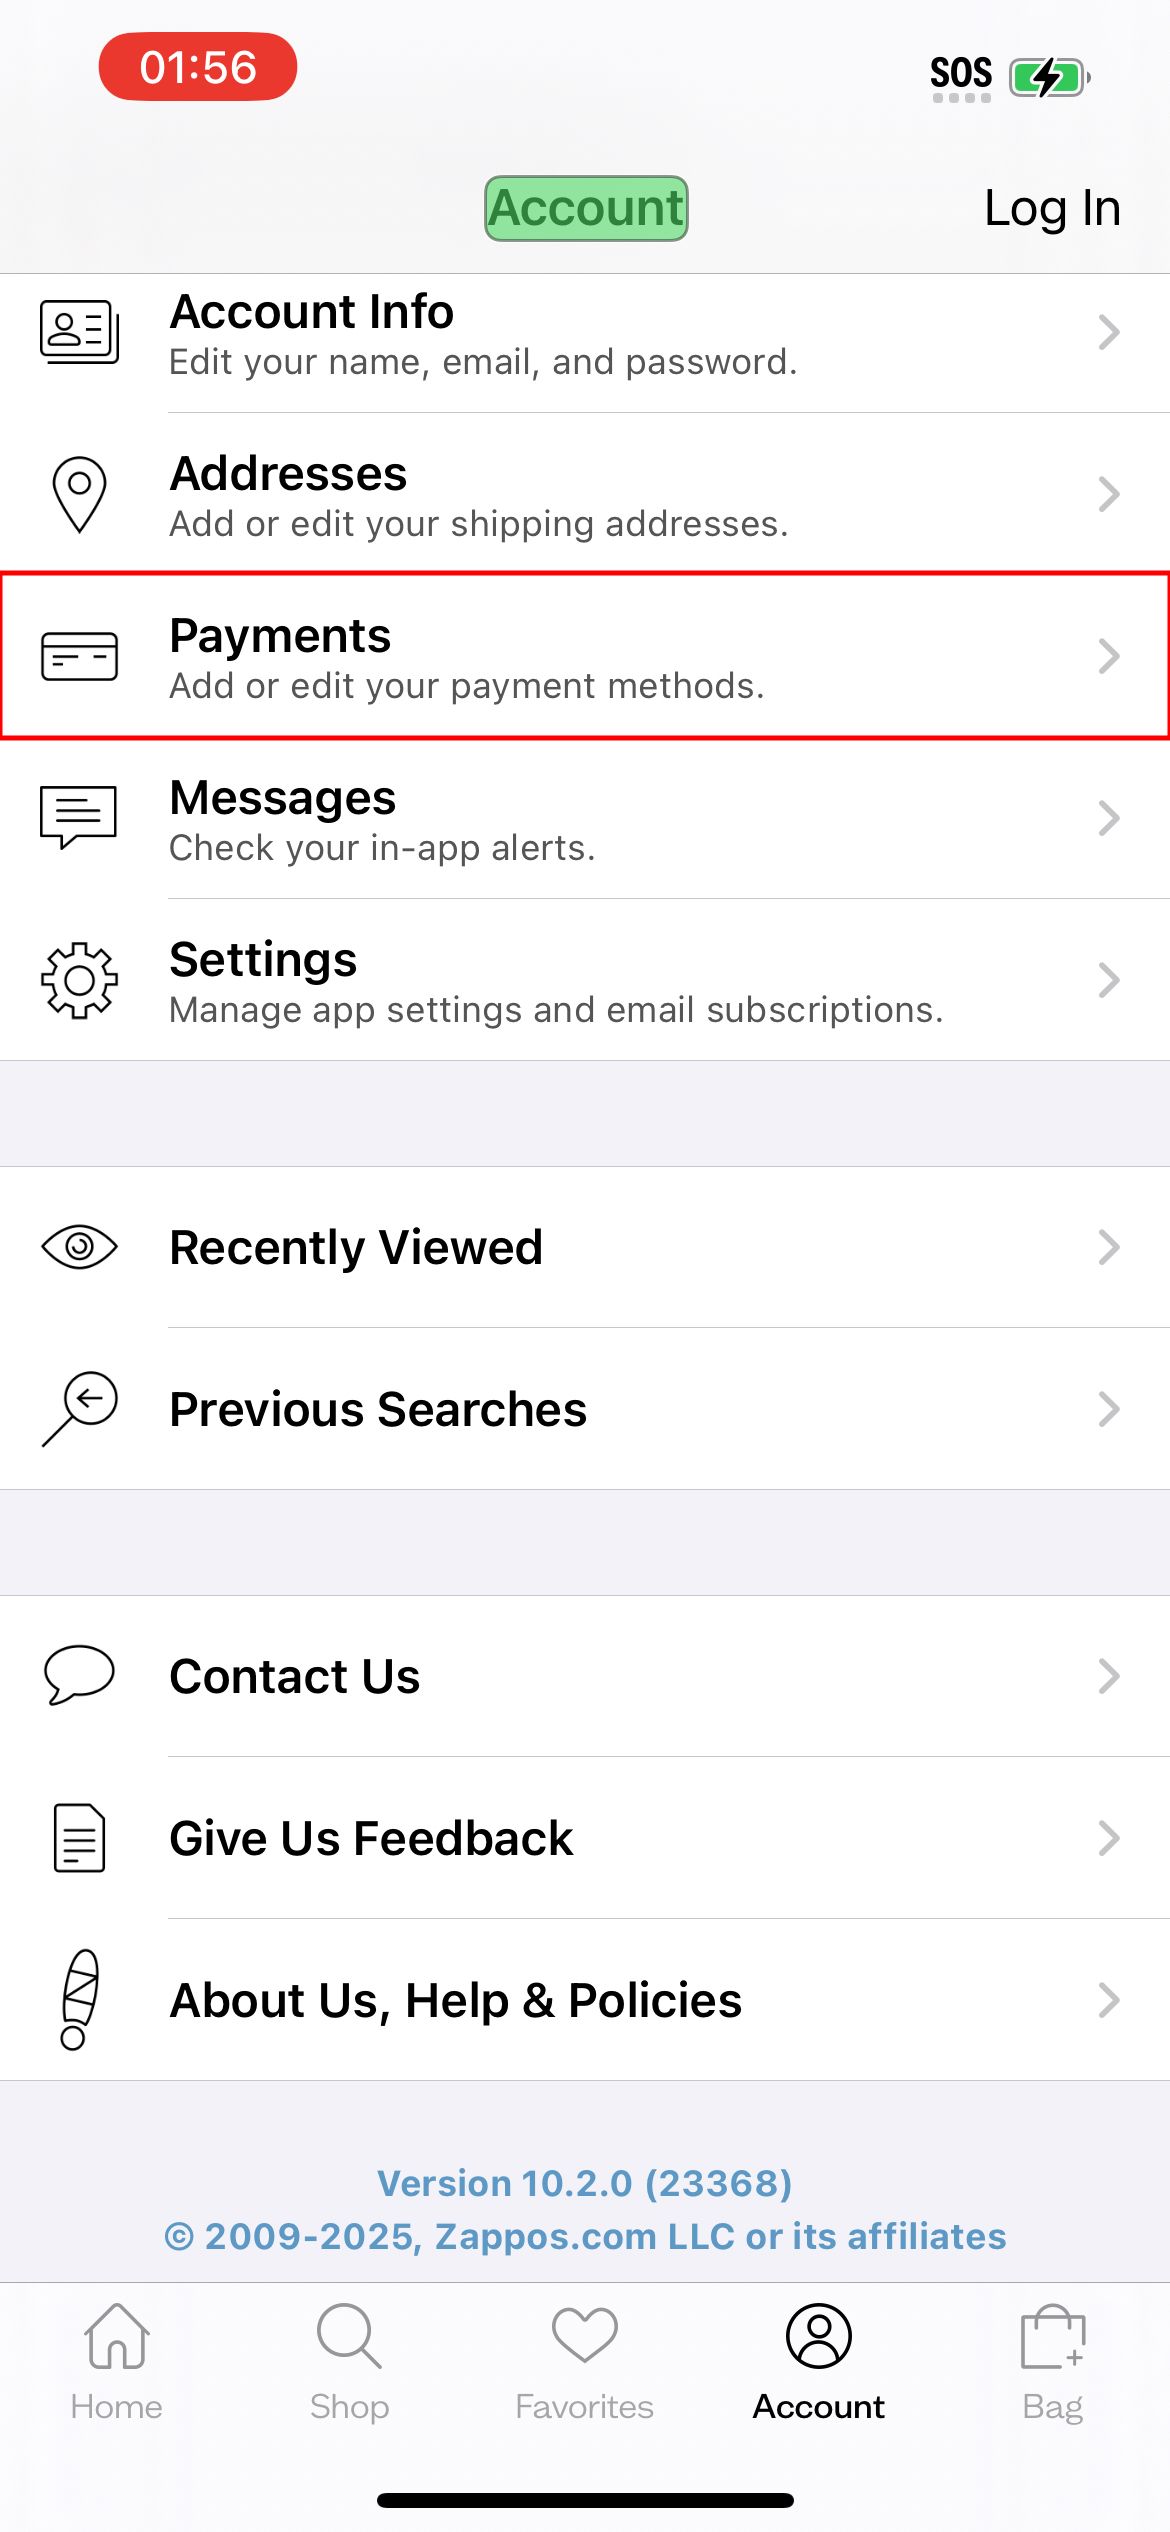 01:56
SOS
Account
Log In
Account Info
Edit your name, email, and password.
Addresses
Add or edit your shipping addresses.
Payments
Add or edit your payment methods.
Messages
Check your in-app alerts.
Settings
Manage app settings and email subscriptions.
Recently Viewed
Previous Searches
Contact Us
Give Us Feedback
About Us, Help & Policies
Version 10.2.0 (23368)
© 2009-2025, Zappos.com LLC or its affiliates
Home
Shop
Favorites
Account
Bag